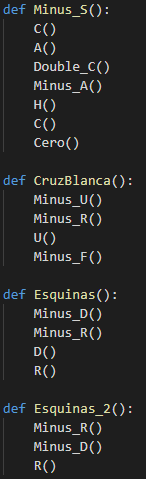 def Minus_S():
    C()
    A()
    Double_C()
    Minus_A()
    H()
    C()
    Cero()
def CruzBlanca():
    Minus_U()
    Minus_R()
    U()
    Minus_F()
def Esquinas():
    Minus_D()
    Minus_R()
    D()
    R()
def Esquinas_2():
    Minus_R()
    Minus_D()
    R()